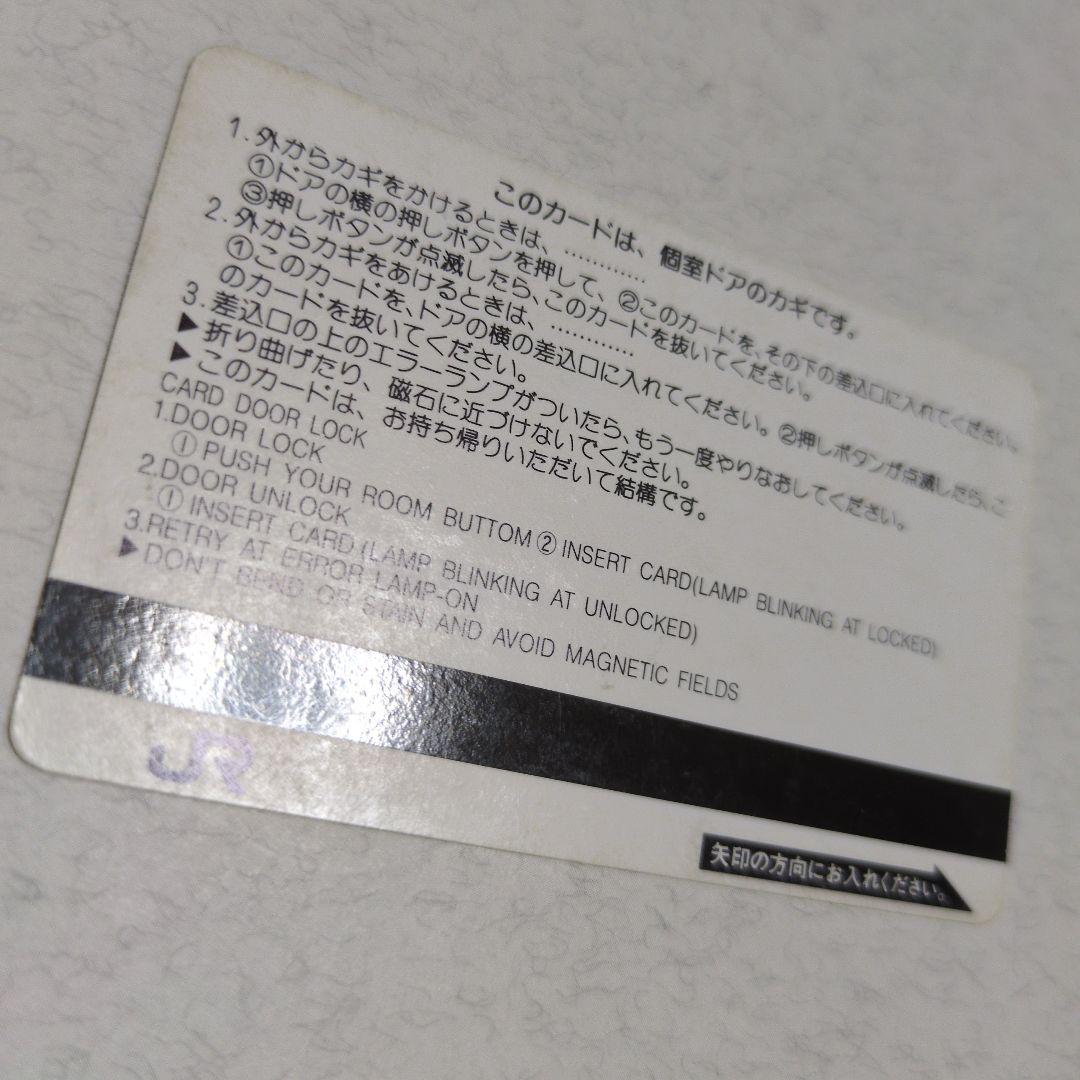 このカードは、個室ドアのカギです。
1.外からカギをかけるときは、…………
①ドアの横の押しボタンを押して、②このカードを、その下の差込口に入れてください。
③押しボタンが点滅したら、このカードを抜いてください。
2.外からカギをあけるときは、…………
①このカードを、ドアの横の差込口に入れてください。②押しボタンが点滅したら、こ
のカードを抜いてください。
3.差込口の上のエラーランプがついたら、もう一度やりなおしてください。
▶折り曲げたり、磁石に近づけないでください。
▶このカードは、お持ち帰りいただいて結構です。
CARD DOOR LOCK
1.DOOR LOCK
① PUSH YOUR ROOM BUTTOM ② INSERT CARD(LAMP BLINKING AT LOCKED)
2.DOOR UNLOCK
① INSERT CARD(LAMP BLINKING AT UNLOCKED)
3.RETRY AT ERROR LAMP-ON
▶DON'T BEND OR STAIN AND AVOID MAGNETIC FIELDS
JR
矢印の方向にお入れください。